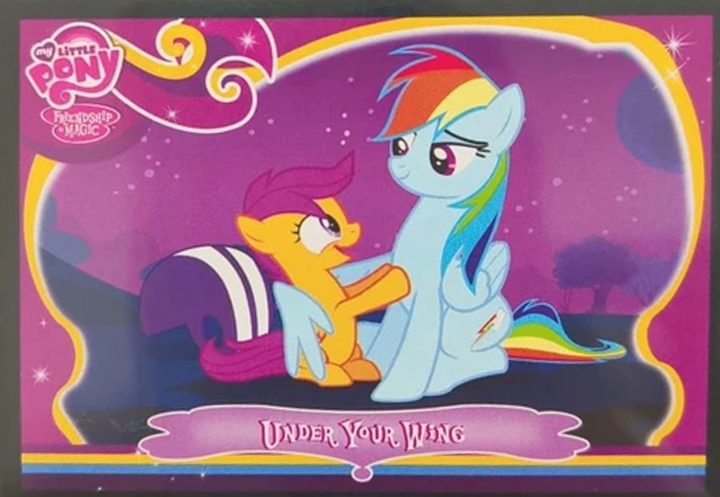 MY LITTLE
PONY
FRIENDSHIP
IS MAGIC
UNDER YOUR WING